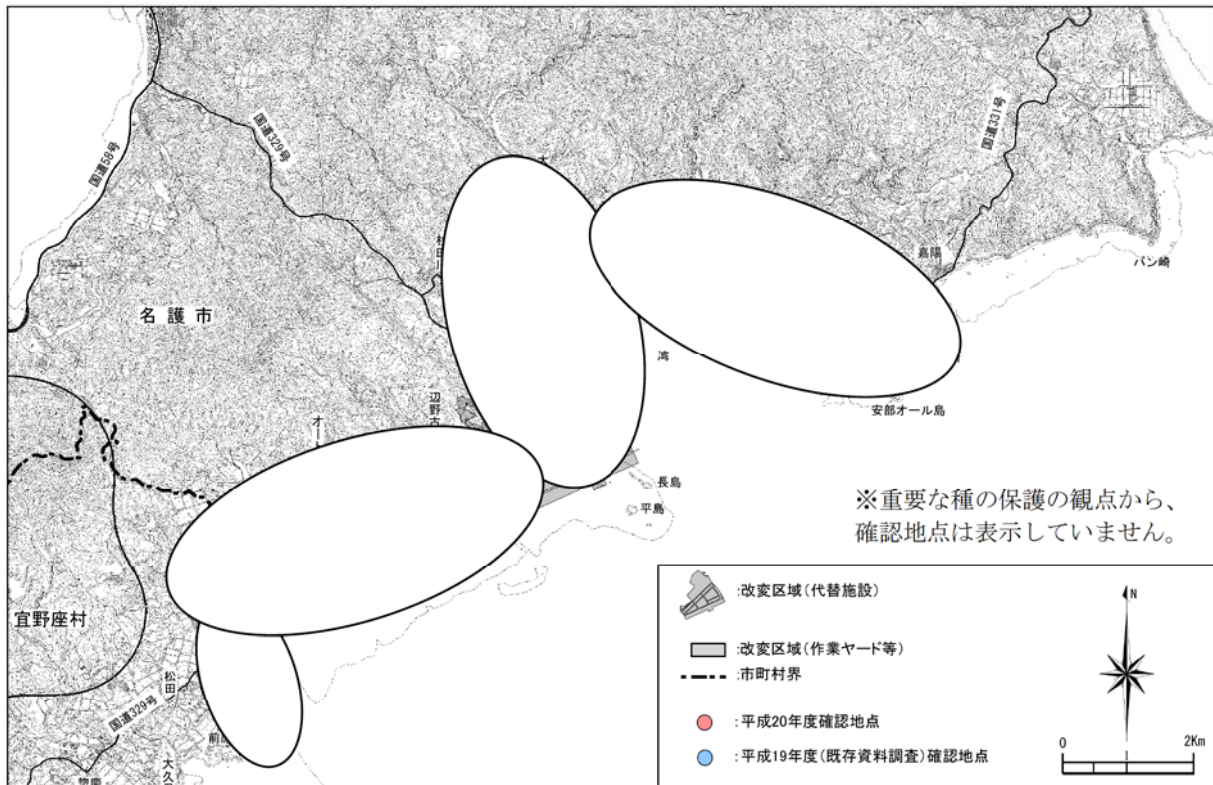 国道58号
国道329号
国道331号
嘉陽
バン崎
名護市
湾
安部オール島
辺野古
長島
平島
※重要な種の保護の観点から、
確認地点は表示していません。
宜野座村
松田
国道329号
:改変区域(代替施設)
:改変区域(作業ヤード等)
:市町村界
:平成20年度確認地点
:平成19年度(既存資料調査)確認地点
N
0 1 2Km